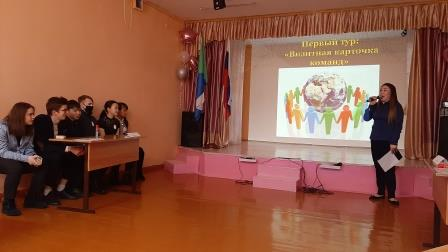 Первый тур:
«Визитная карточка
команд»